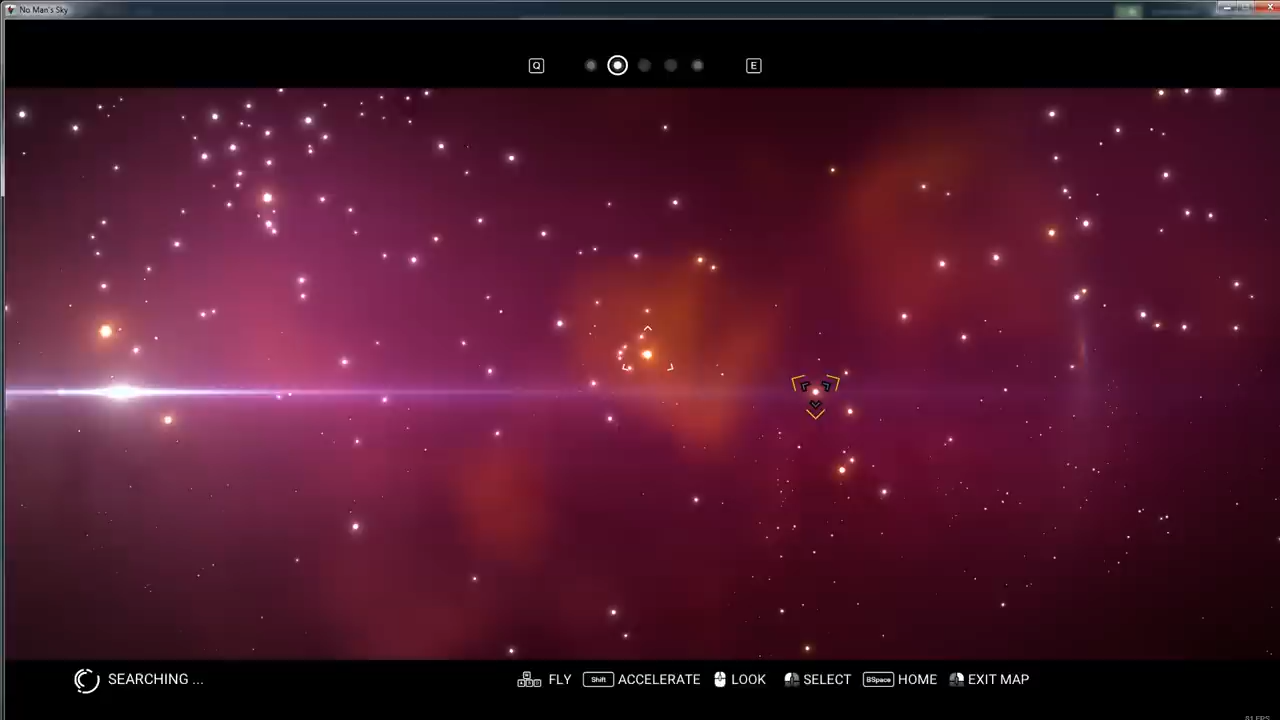 No Man's Sky
Q E
SEARCHING ...
FLY Shift ACCELERATE LOOK SELECT BSpace HOME EXIT MAP